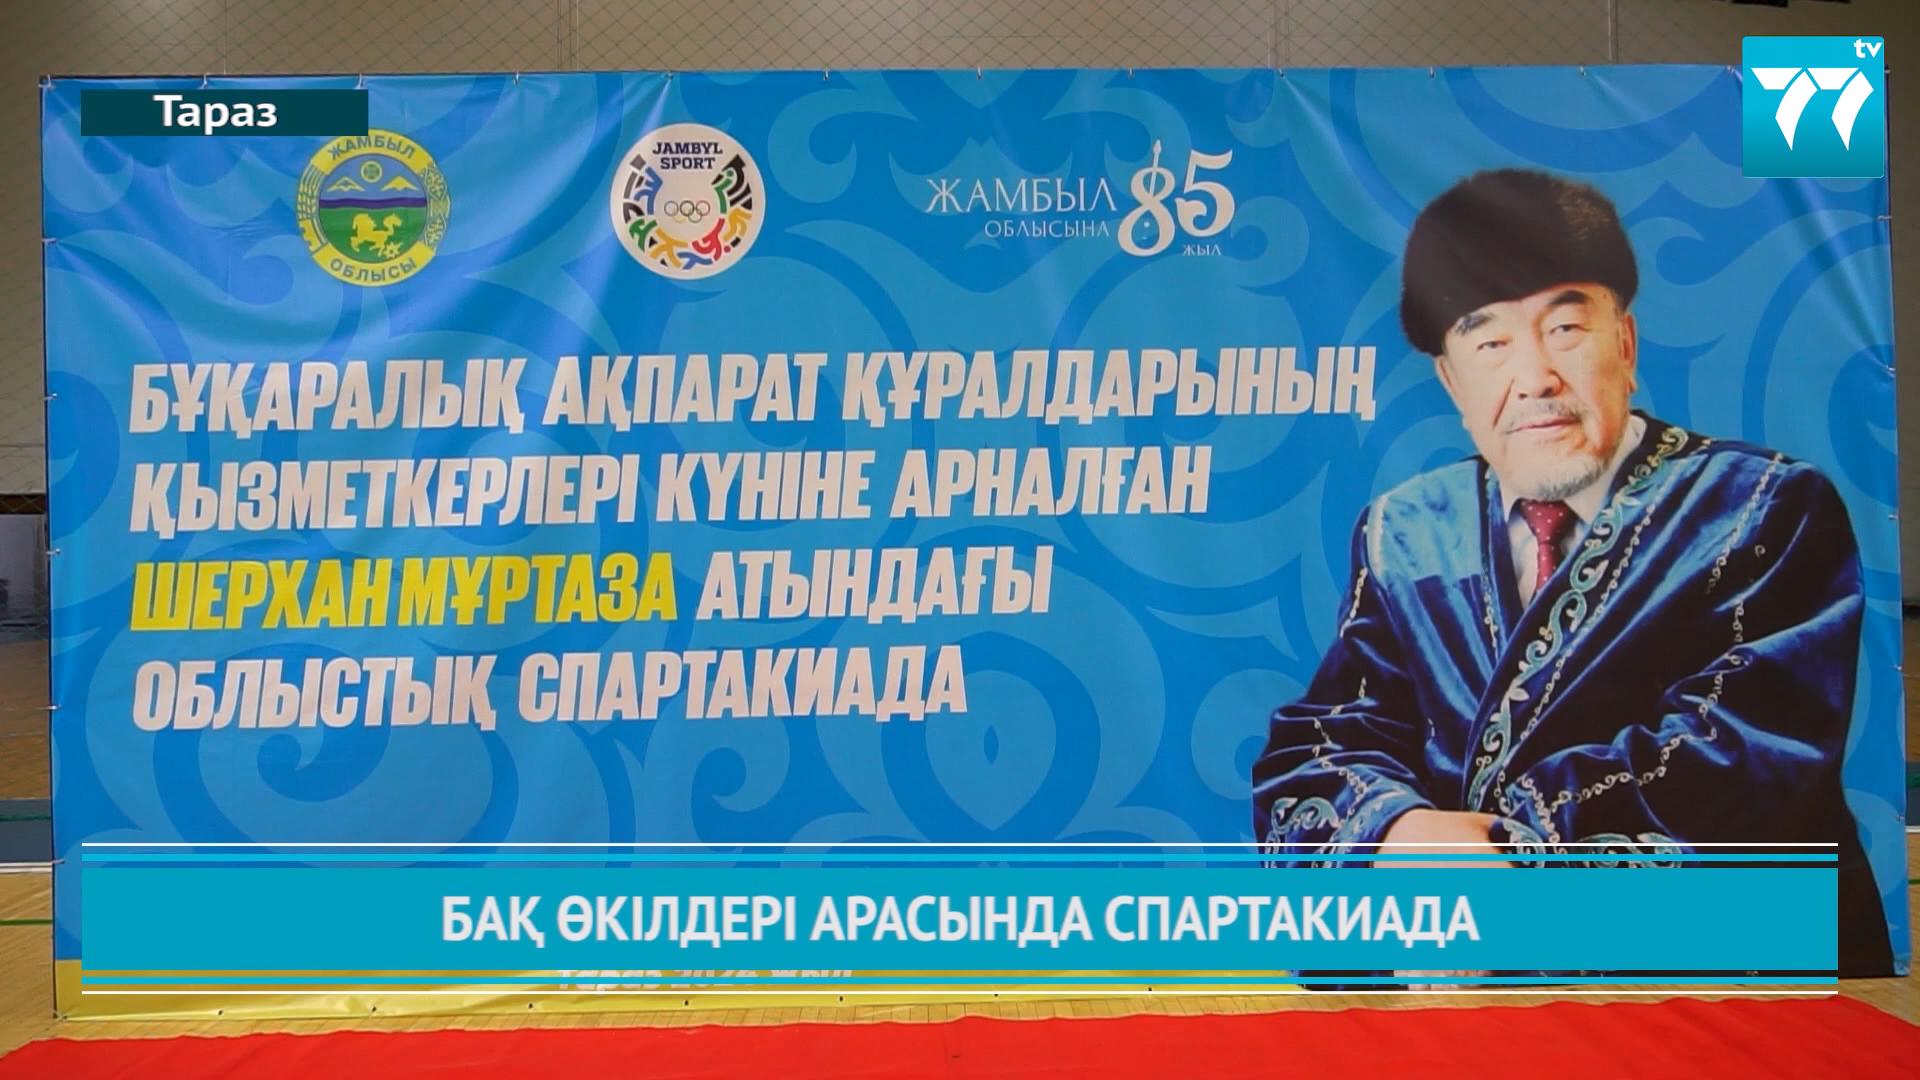 tv
77
Тараз
ЖАМБЫЛ
ОБЛЫСЫ
JAMBYL
SPORT
ЖАМБЫЛ
ОБЛЫСЫНА
85
ЖЫЛ
БҰҚАРАЛЫҚ АҚПАРАТ ҚҰРАЛДАРЫНЫҢ
ҚЫЗМЕТКЕРЛЕРІ КҮНІНЕ АРНАЛҒАН
ШЕРХАН МҰРТАЗА АТЫНДАҒЫ
ОБЛЫСТЫҚ СПАРТАКИАДА
БАҚ ӨКІЛДЕРІ АРАСЫНДА СПАРТАКИАДА